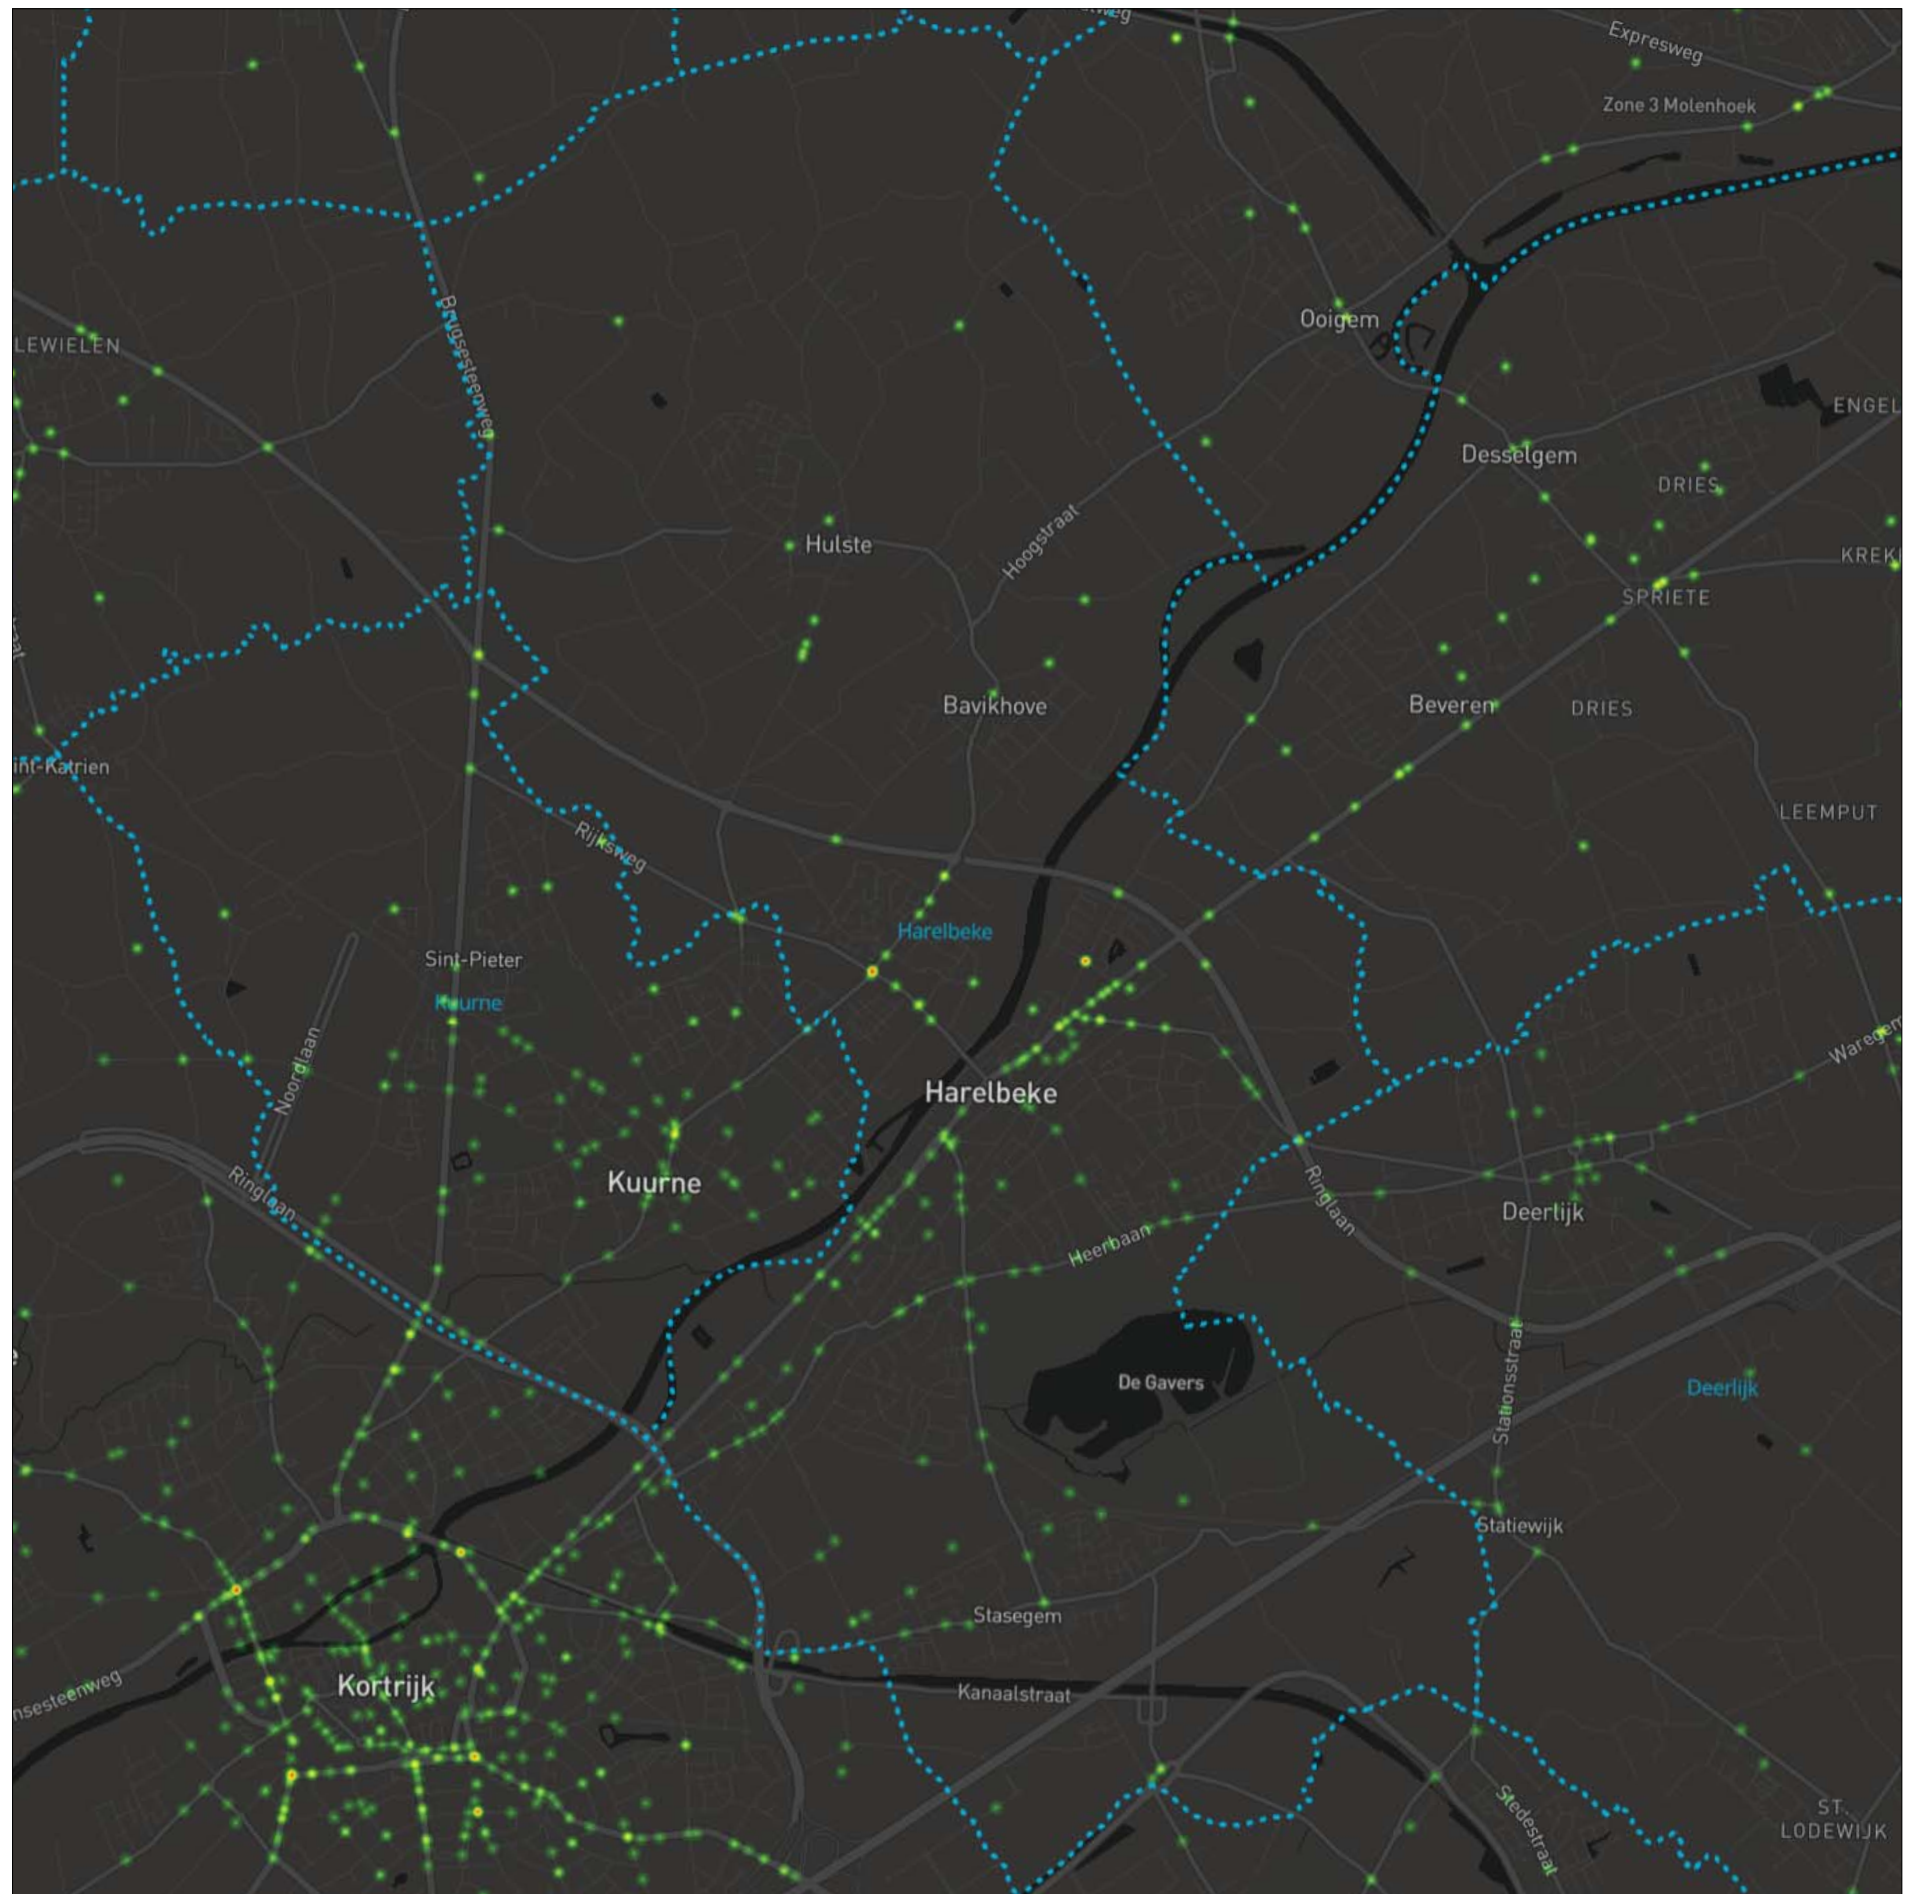 Expresweg
Zone 3 Molenhoek
Brugsesteenweg
Ooigem
LEWIELEN
ENGEL
Desselgem
DRIES
Hoogstraat
Hulste
KREKI
SPRIETE
Bavikhove
Beveren
DRIES
int-Katrien
LEEMPUT
Rijksweg
Harelbeke
Sint-Pieter
Kuurne
Noordlaan
Waregem
Harelbeke
Kuurne
Ringlaan
Ringlaan
Deerlijk
Heerbaan
De Gavers
Stationsstraat
Deerlijk
Statiewijk
Stasegem
Kortrijk
nsesteenweg
Kanaalstraat
Stedestraat
ST.
LODEWIJK